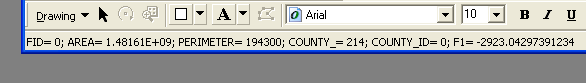 Drawing A Arial 10 B I U
FID= 0; AREA= 1.48161E+09; PERIMETER= 194300; COUNTY_= 214; COUNTY_ID= 0; F1= -2923.04297391234